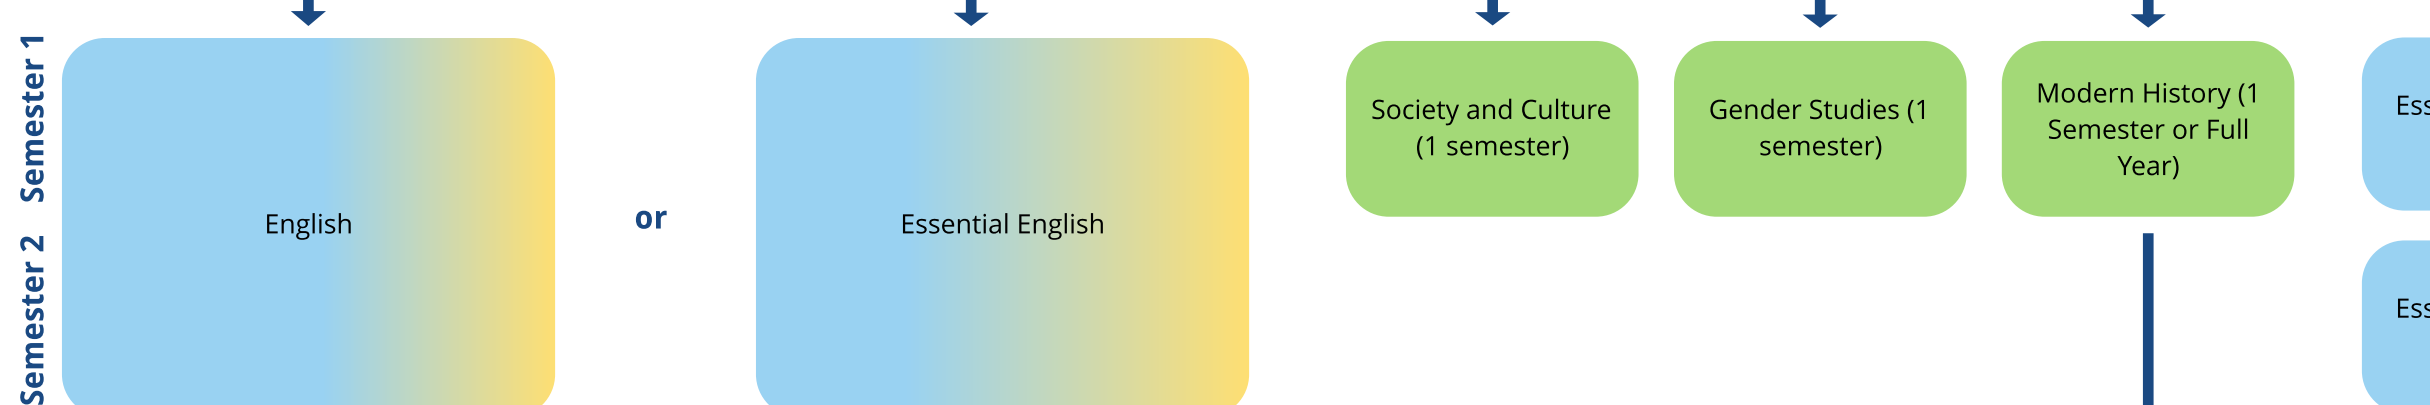 Semester 1
Semester 2
English
or
Essential English
Society and Culture
(1 semester)
Gender Studies (1
semester)
Modern History (1
Semester or Full
Year)